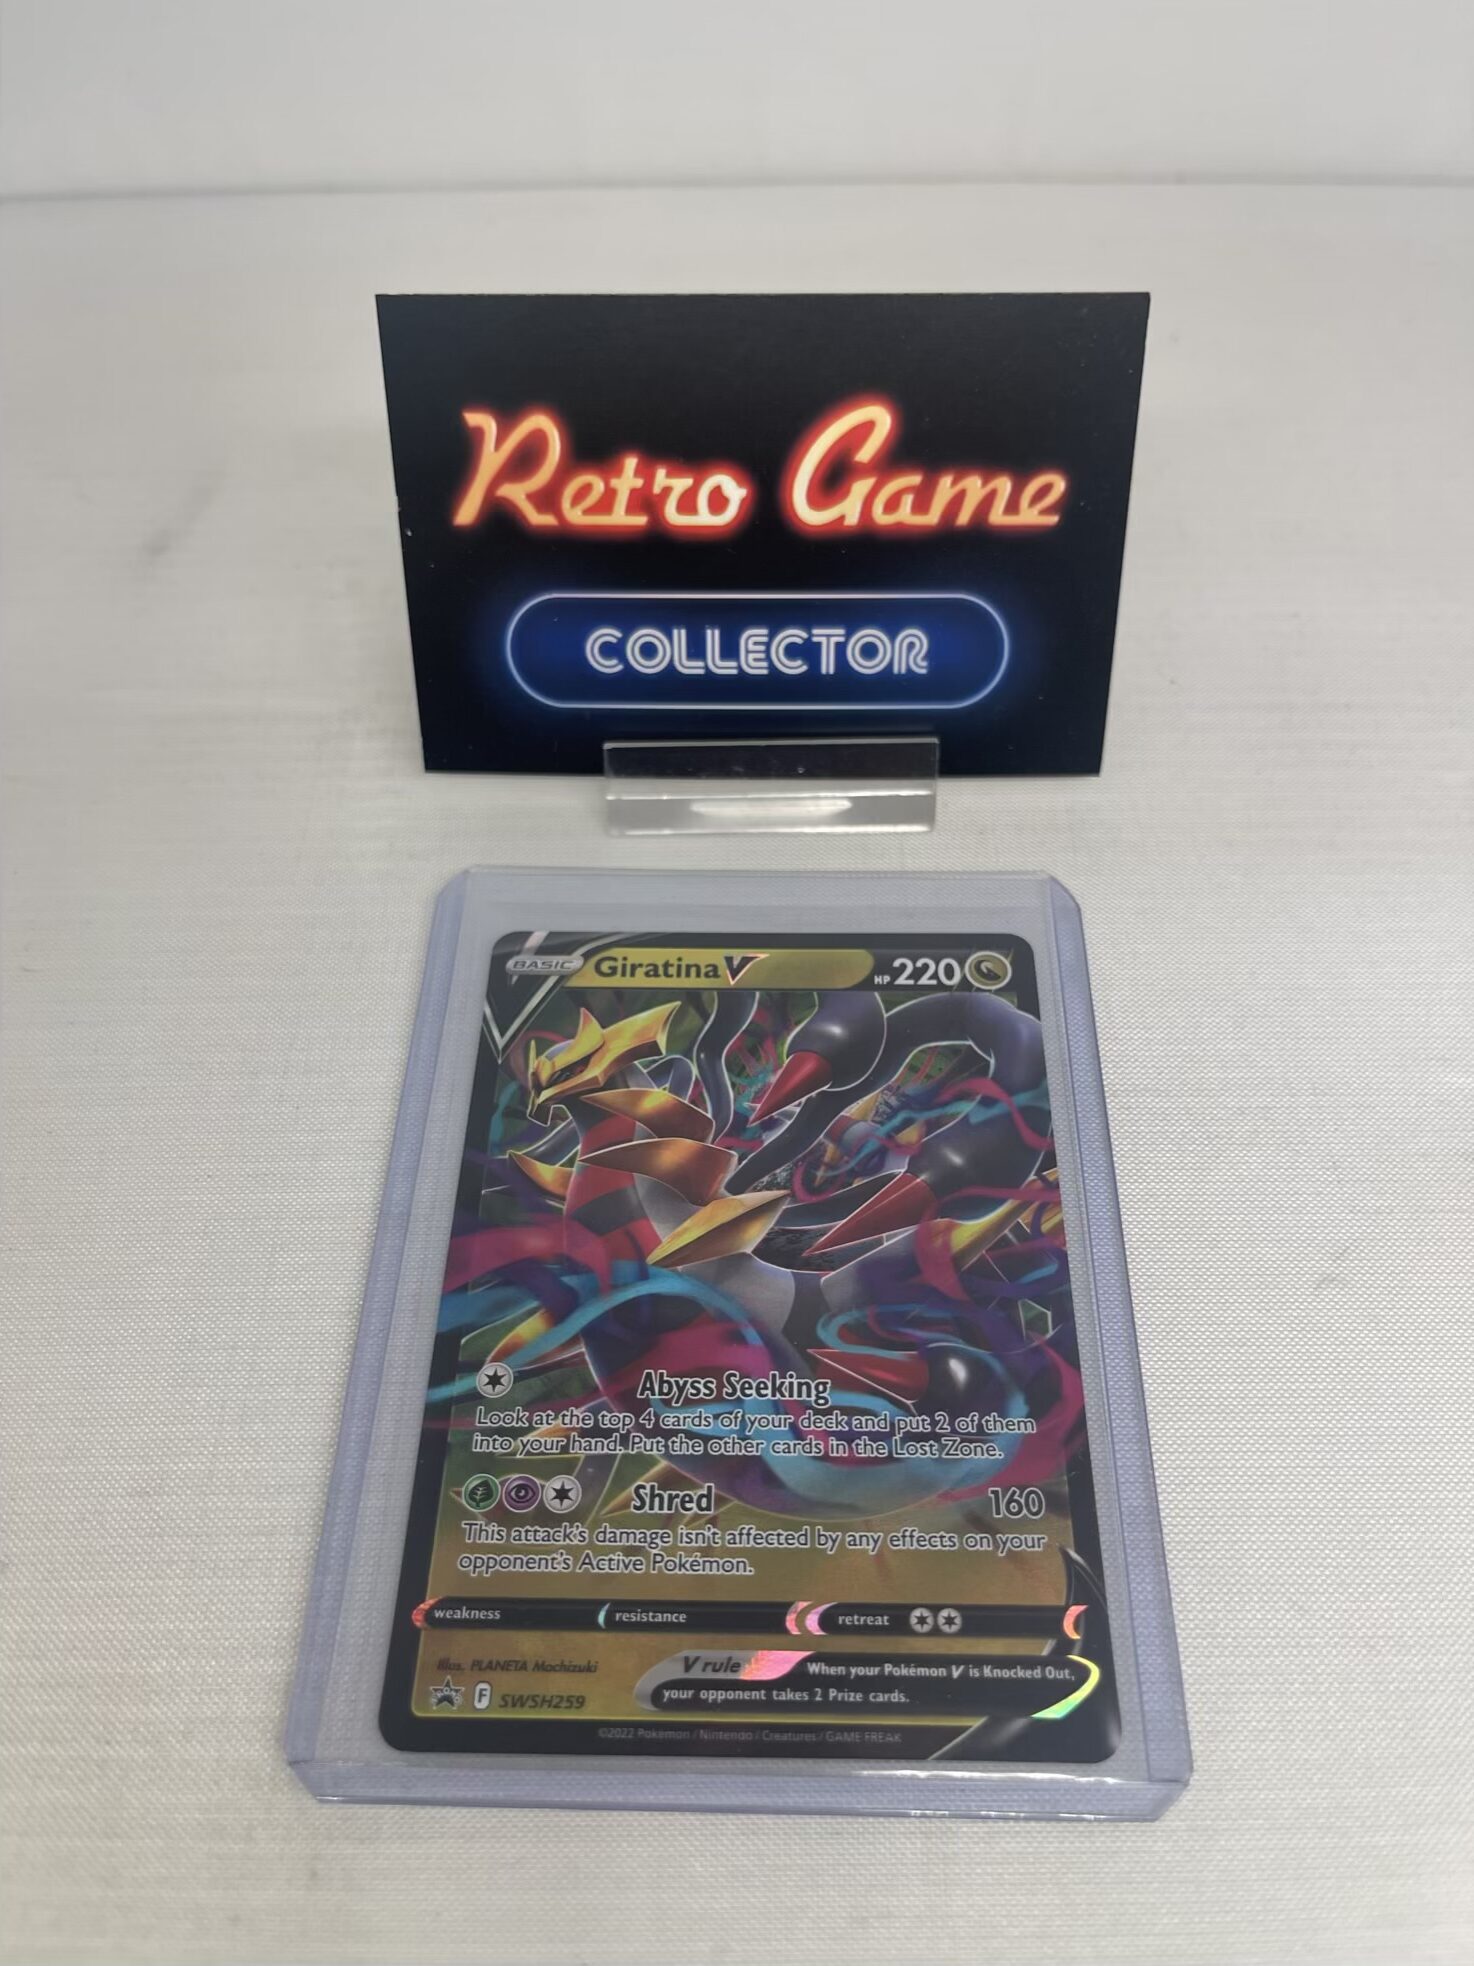 Retro Game
COLLECTOR
BASIC Giratina V HP 220
Abyss Seeking
Look at the top 4 cards of your deck and put 2 of them
into your hand. Put the other cards in the Lost Zone.
Shred 160
This attack's damage isn't affected by any effects on your
opponent's Active Pokémon.
weakness resistance retreat
Illus. PLANETA Mochizuki
V rule When your Pokémon V is Knocked Out,
your opponent takes 2 Prize cards.
PROMO F SWSH259
©2022 Pokémon / Nintendo / Creatures / GAME FREAK